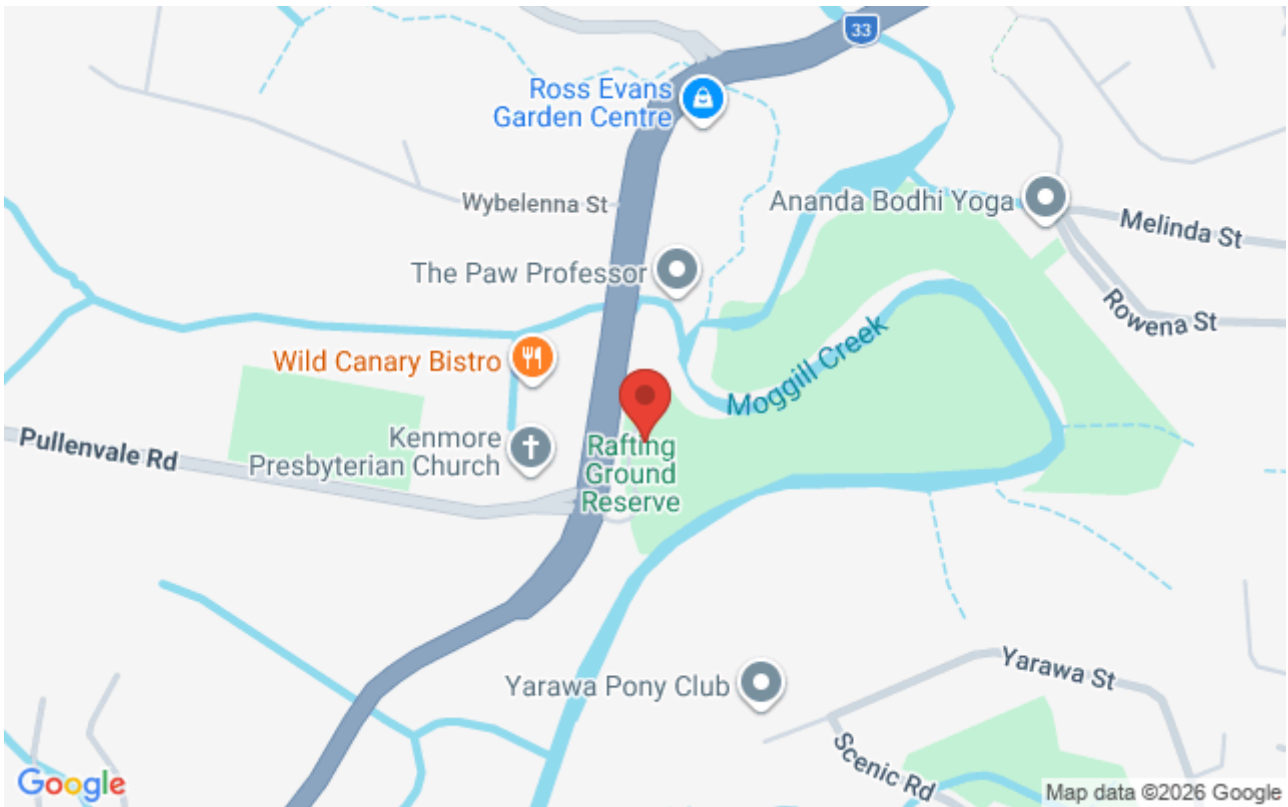 33
Ross Evans
Garden Centre
Wybelenna St
Ananda Bodhi Yoga
Melinda St
The Paw Professor
Rowena St
Wild Canary Bistro
Moggill Creek
Pullenvale Rd
Kenmore
Presbyterian Church
Rafting
Ground
Reserve
Yarawa St
Yarawa Pony Club
Scenic Rd
Google
Map data ©2026 Google